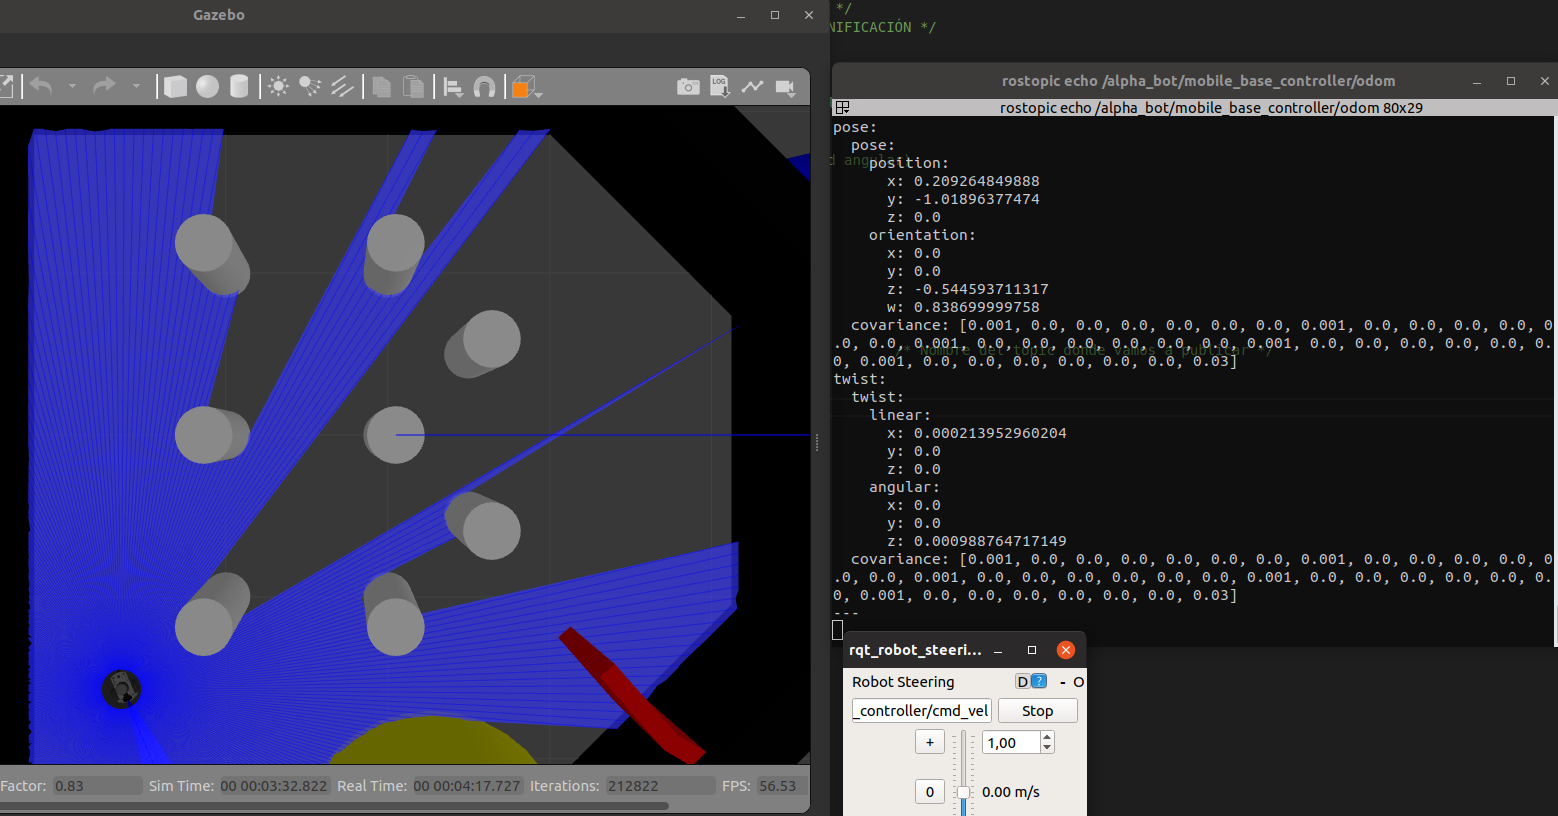 Gazebo
*/
NIFICACIÓN */
LOG
rostopic echo /alpha_bot/mobile_base_controller/odom
rostopic echo /alpha_bot/mobile_base_controller/odom 80x29
pose:
pose:
d angular)
position:
x: 0.209264849888
y: -1.01896377474
z: 0.0
orientation:
x: 0.0
y: 0.0
z: -0.544593711317
w: 0.838699999758
covariance: [0.001, 0.0, 0.0, 0.0, 0.0, 0.0, 0.0, 0.001, 0.0, 0.0, 0.0, 0.0, 0
.0, 0.0, 0.001, 0.0, 0.0, 0.0, 0.0, 0.0, 0.0, 0.001, 0.0, 0.0, 0.0, 0.0, 0.0, 0.
/* Nombre del topic donde vamos a publicar */
0, 0.001, 0.0, 0.0, 0.0, 0.0, 0.0, 0.0, 0.03]
twist:
twist:
linear:
x: 0.000213952960204
y: 0.0
z: 0.0
angular:
x: 0.0
y: 0.0
z: 0.000988764717149
covariance: [0.001, 0.0, 0.0, 0.0, 0.0, 0.0, 0.0, 0.001, 0.0, 0.0, 0.0, 0.0, 0
.0, 0.0, 0.001, 0.0, 0.0, 0.0, 0.0, 0.0, 0.0, 0.001, 0.0, 0.0, 0.0, 0.0, 0.0, 0.
0, 0.001, 0.0, 0.0, 0.0, 0.0, 0.0, 0.0, 0.03]
---
rqt_robot_steeri...
Robot Steering D ? - O
_controller/cmd_vel Stop
+ 1,00
0 0.00 m/s
Factor: 0.83 Sim Time: 00 00:03:32.822 Real Time: 00 00:04:17.727 Iterations: 212822 FPS: 56.53